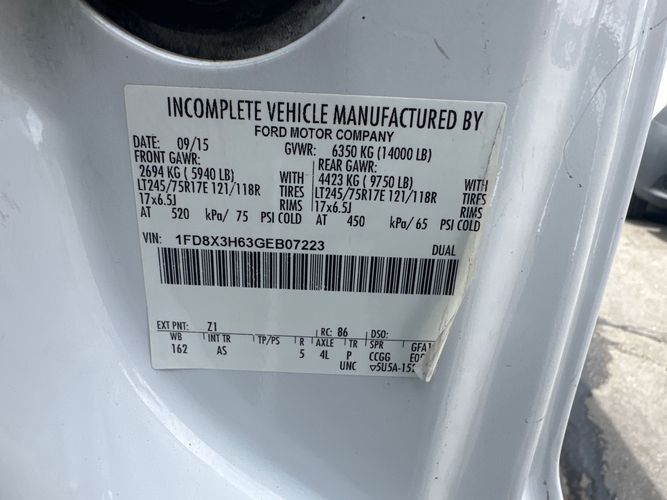 INCOMPLETE VEHICLE MANUFACTURED BY
FORD MOTOR COMPANY
DATE: 09/15 GVWR: 6350 KG (14000 LB)
FRONT GAWR: REAR GAWR:
2694 KG ( 5940 LB) WITH 4423 KG ( 9750 LB) WITH
LT245/75R17E 121/118R TIRES LT245/75R17E 121/118R TIRES
17x6.5J RIMS 17x6.5J RIMS
AT 520 kPa/ 75 PSI COLD AT 450 kPa/ 65 PSI COLD
VIN: 1FD8X3H63GEB07223 DUAL
EXT PNT: Z1 RC: 86 DSO:
WB INT TR TP/PS R AXLE TR SPR GFA1
162 AS 5 4L P CCGG
UNC ▽5U5A-152